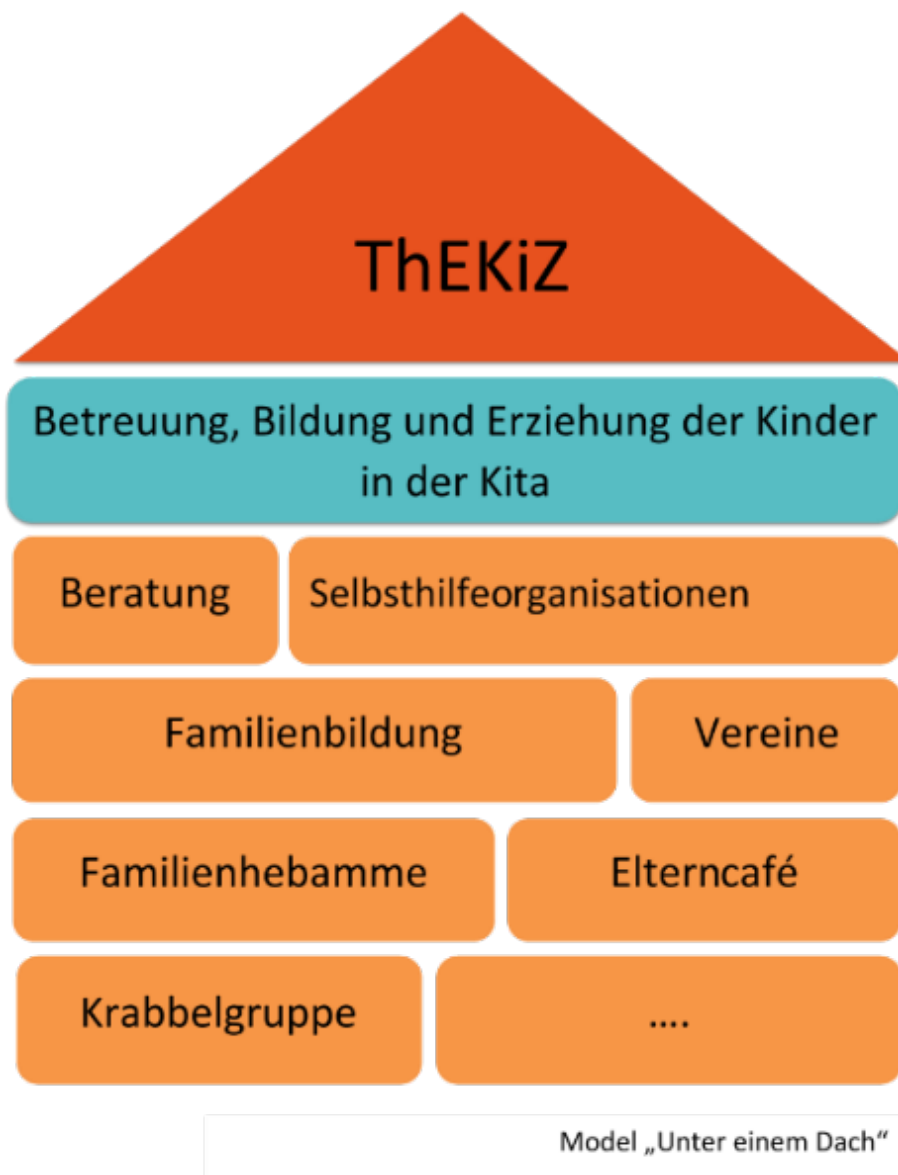 ThEKiZ
Betreuung, Bildung und Erziehung der Kinder
in der Kita
Beratung
Selbsthilfeorganisationen
Familienbildung
Vereine
Familienhebamme
Elterncafé
Krabbelgruppe
....
Model „Unter einem Dach“